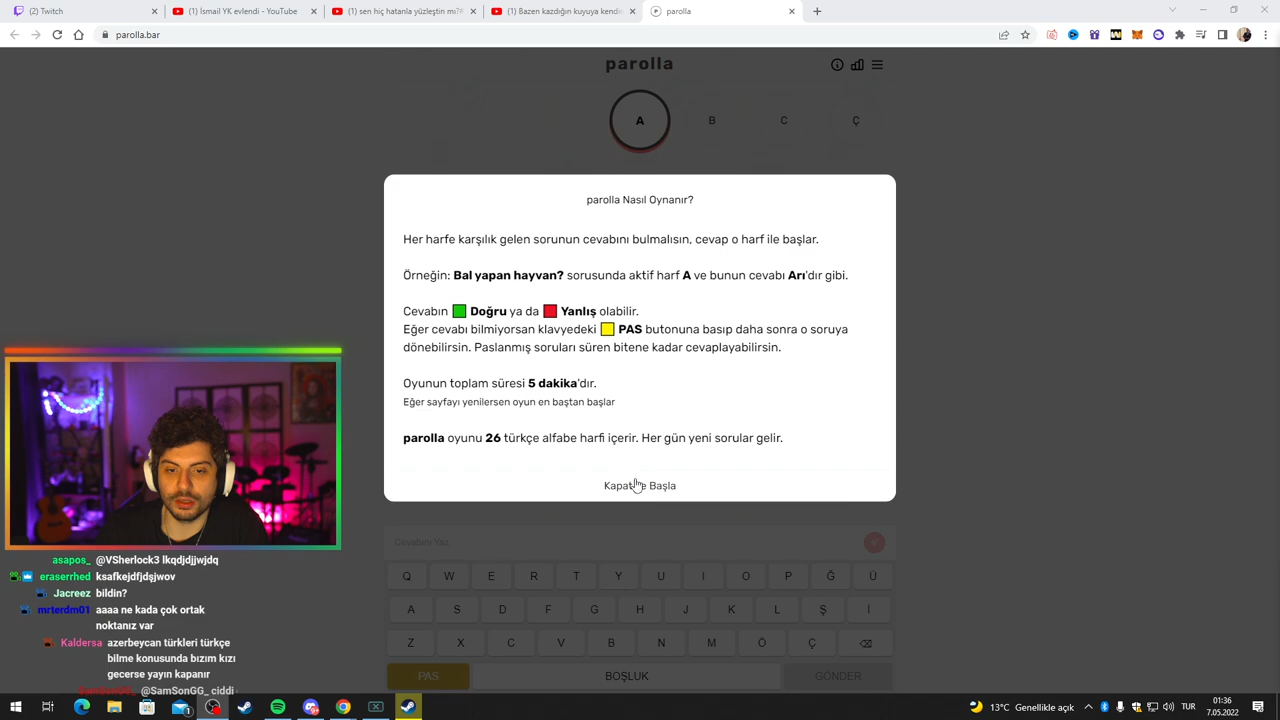 (2) Twitch
(1) İsmail YK evlendi - YouTube
(1) sen hiç hatanla yüzleştin mi?#
(1) Bazen kazdığın kuyuya kendi
parolla
parolla.bar
parolla
A B C Ç
parolla Nasıl Oynanır?
Her harfe karşılık gelen sorunun cevabını bulmalısın, cevap o harf ile başlar.
Örneğin: Bal yapan hayvan? sorusunda aktif harf A ve bunun cevabı Arı'dır gibi.
Cevabın Doğru ya da Yanlış olabilir.
Eğer cevabı bilmiyorsan klavyedeki PAS butonuna basıp daha sonra o soruya
dönebilirsin. Paslanmış soruları süren bitene kadar cevaplayabilirsin.
Oyunun toplam süresi 5 dakika'dır.
Eğer sayfayı yenilersen oyun en baştan başlar
parolla oyunu 26 türkçe alfabe harfi içerir. Her gün yeni sorular gelir.
Kapat ve Başla
Cevabını Yaz
Q W E R T Y U I O P Ğ Ü
A S D F G H J K L Ş İ
Z X C V B N M Ö Ç
PAS BOŞLUK GÖNDER
asapos_ @VSherlock3 lkqdjdjjwjdq
eraserrhed ksafkejdfjdsjwov
Jacreez bildin?
mrterdm01 aaaa ne kada çok ortak
noktanız var
Kaldersa azerbeycan türkleri türkçe
bilme konusunda bızım kızı
gecerse yayın kapanır
@SamSonGG_ ciddi
13°C Genellikle açık
TUR
01:36
7.05.2022